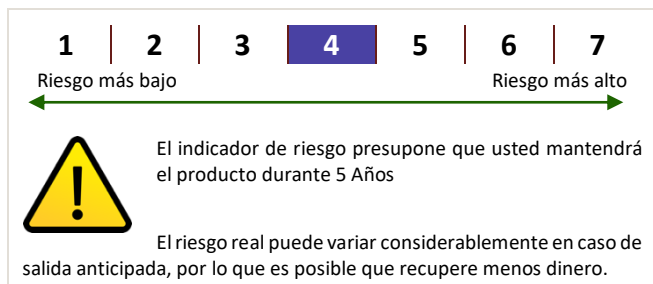 1 2 3 4 5 6 7
Riesgo más bajo Riesgo más alto
El indicador de riesgo presupone que usted mantendrá
el producto durante 5 Años
El riesgo real puede variar considerablemente en caso de
salida anticipada, por lo que es posible que recupere menos dinero.